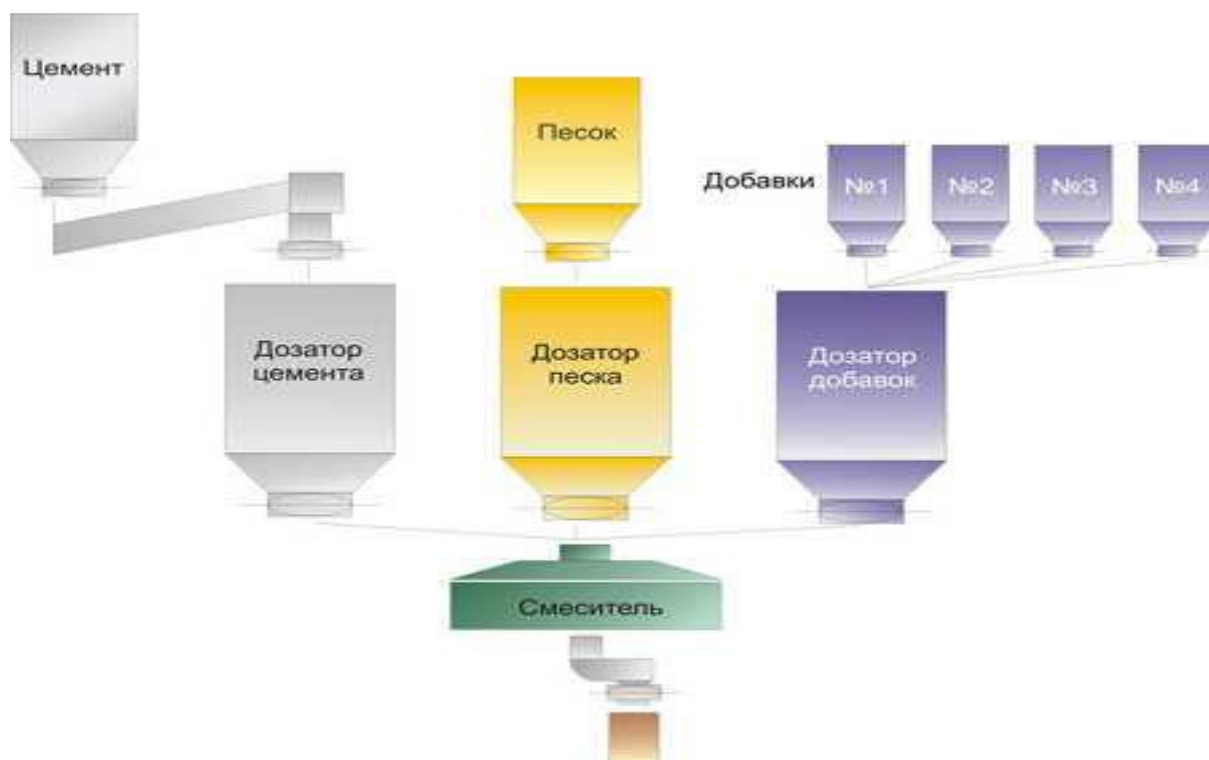 Цемент
Песок
Добавки
№1
№2
№3
№4
Дозатор
цемента
Дозатор
песка
Дозатор
добавок
Смеситель